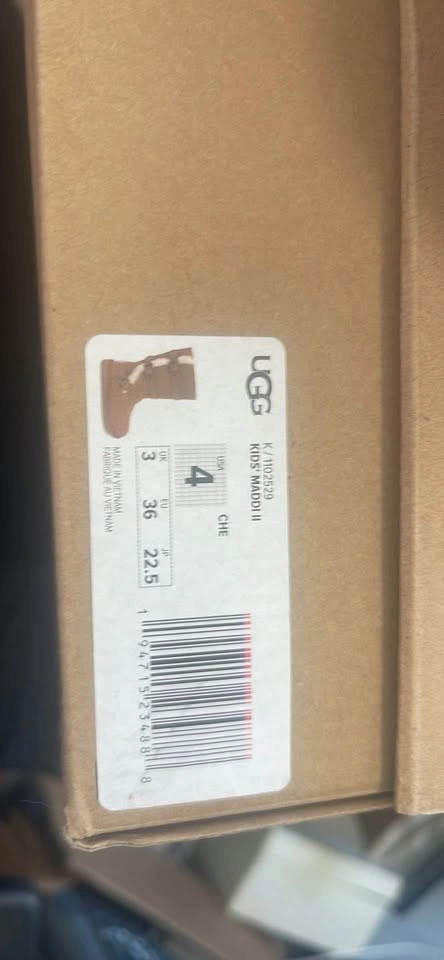 UGG
K / 1102529
KIDS' MADDI II
CHE
USA
4
UK EU JP
3 36 22.5
MADE IN VIETNAM
FABRIQUÉ AU VIETNAM
1 94715 23488 8